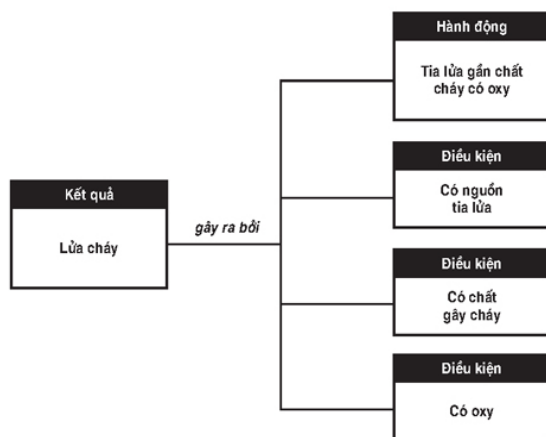 Hành động
Tia lửa gần chất
cháy có oxy
Điều kiện
Có nguồn
tia lửa
Kết quả
Lửa cháy
gây ra bởi
Điều kiện
Có chất
gây cháy
Điều kiện
Có oxy